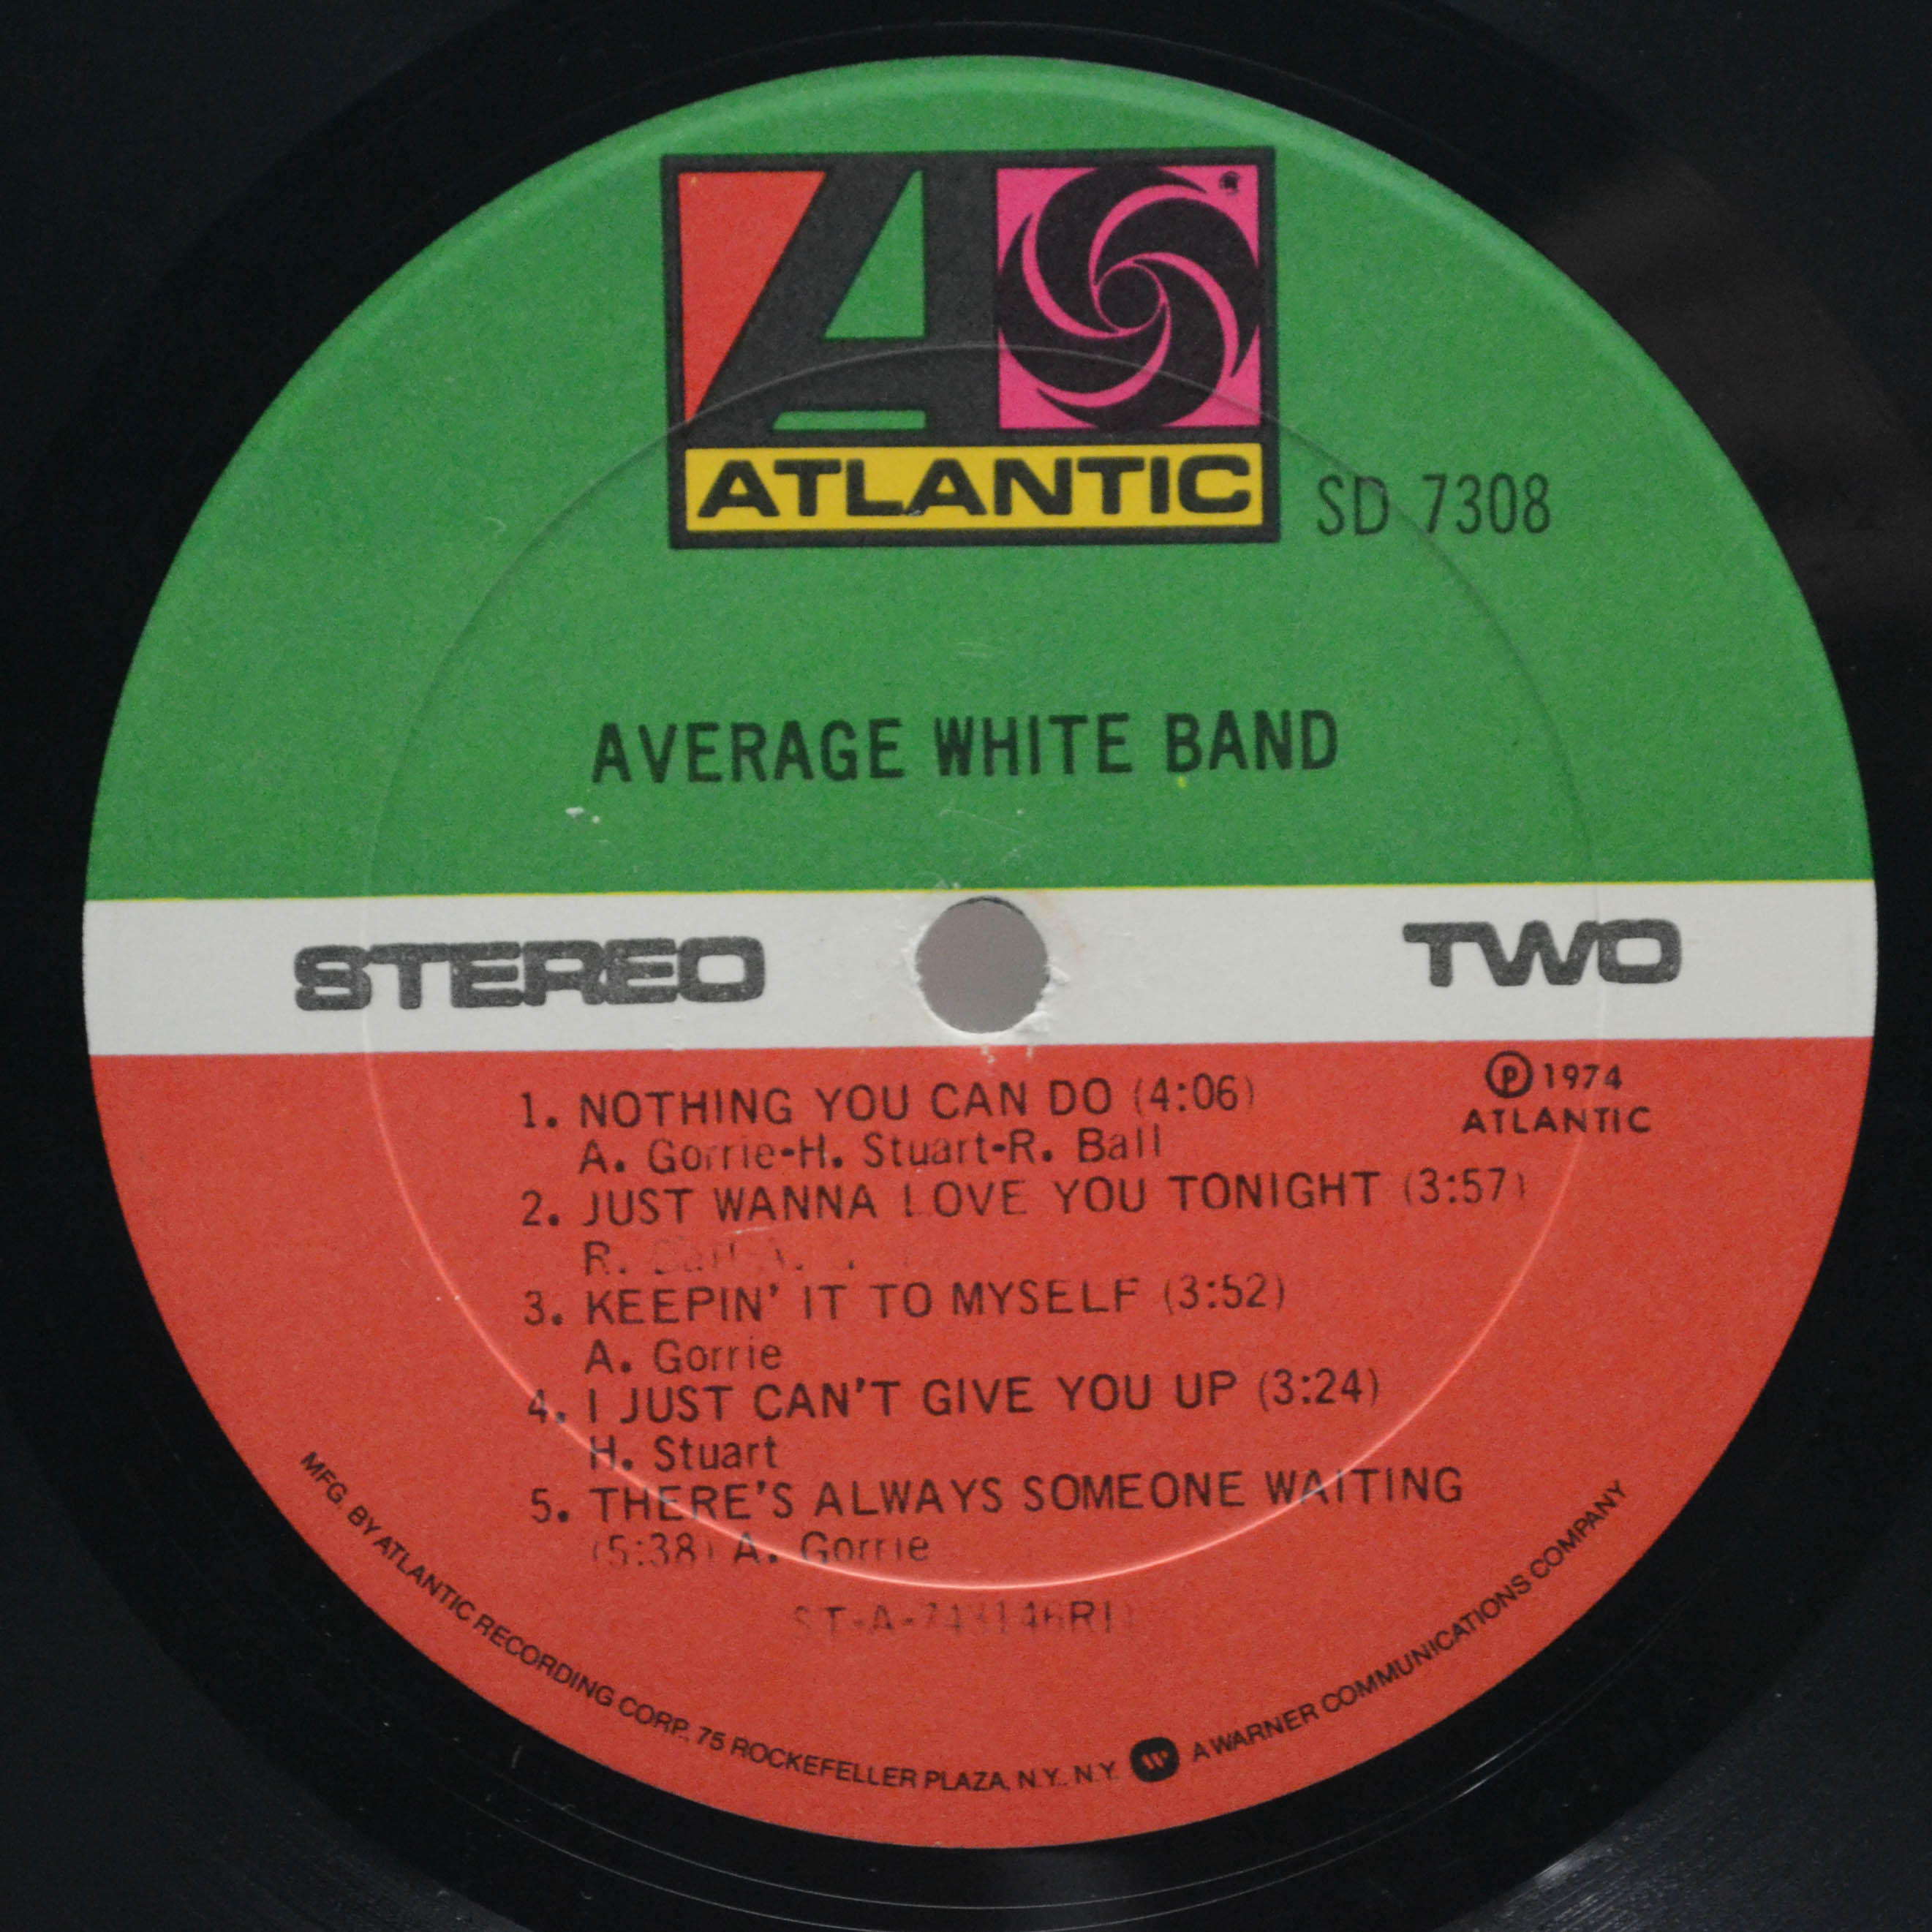 ATLANTIC
SD 7308
AVERAGE WHITE BAND
STEREO
TWO
℗ 1974
ATLANTIC
1. NOTHING YOU CAN DO (4:06)
A. Gorrie-H. Stuart-R. Ball
2. JUST WANNA LOVE YOU TONIGHT (3:57)
R.
3. KEEPIN' IT TO MYSELF (3:52)
A. Gorrie
4. I JUST CAN'T GIVE YOU UP (3:24)
H. Stuart
5. THERE'S ALWAYS SOMEONE WAITING
(5:38) A. Gorrie
MFG. BY ATLANTIC RECORDING CORP., 75 ROCKEFELLER PLAZA, N.Y., N.Y. A WARNER COMMUNICATIONS COMPANY